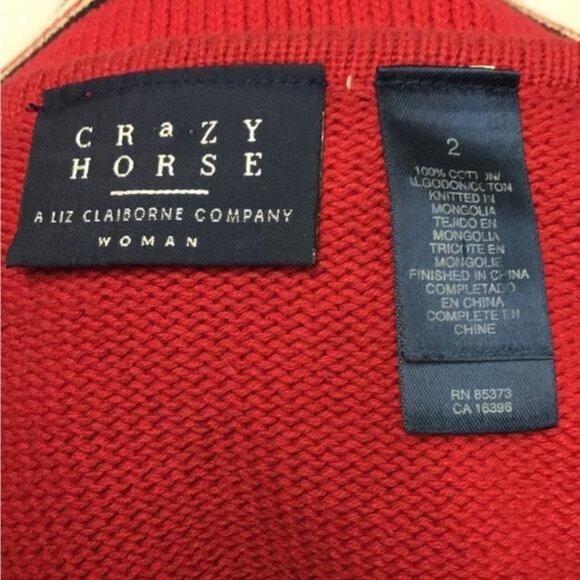 CRaZY
HORSE
A LIZ CLAIBORNE COMPANY
WOMAN
2
100% COTTON/
ALGODON/COTON
KNITTED IN
MONGOLIA
TEJIDO EN
MONGOLIA
TRICOTE EN
MONGOLIE
FINISHED IN CHINA
COMPLETADO
EN CHINA
COMPLETE EN
CHINE
RN 85373
CA 16396